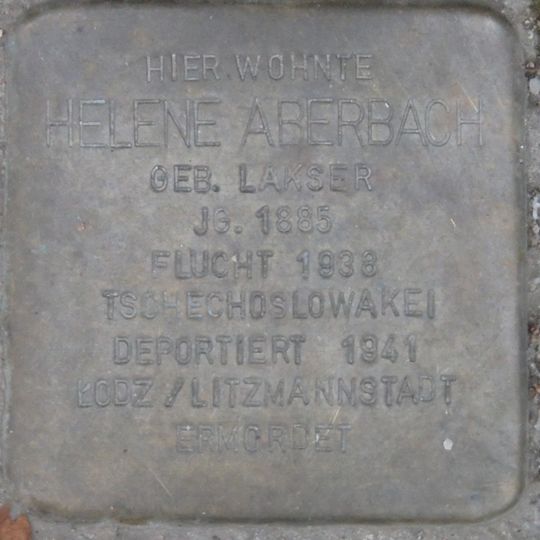 HIER WOHNTE
HELENE ABERBACH
GEB. LAKSER
JG. 1885
FLUCHT 1938
TSCHECHOSLOWAKEI
DEPORTIERT 1941
ŁODZ / LITZMANNSTADT
ERMORDET